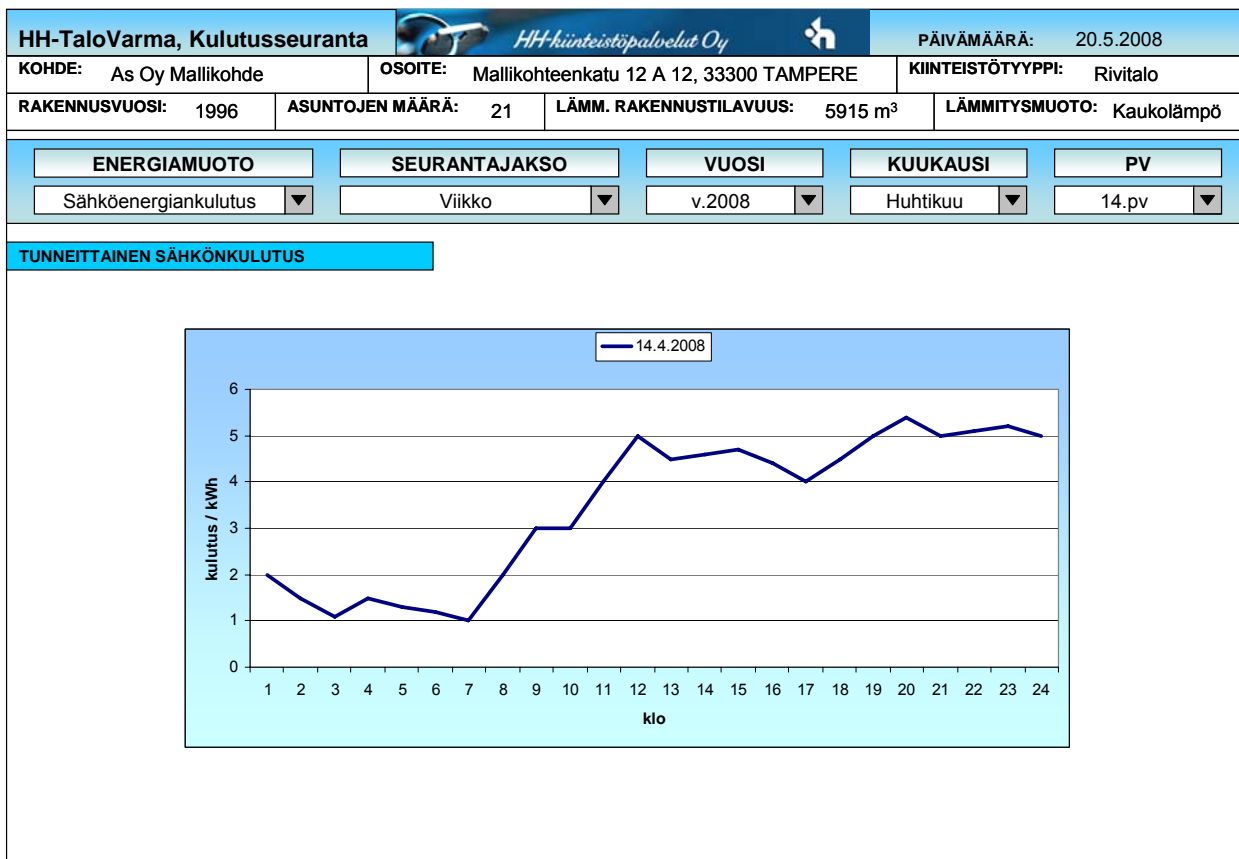 HH-TaloVarma, Kulutusseuranta HH-kiinteistöpalvelut Oy PÄIVÄMÄÄRÄ: 20.5.2008
KOHDE: As Oy Mallikohde OSOITE: Mallikohteenkatu 12 A 12, 33300 TAMPERE KIINTEISTÖTYYPPI: Rivitalo
RAKENNUSVUOSI: 1996 ASUNTOJEN MÄÄRÄ: 21 LÄMM. RAKENNUSTILAVUUS: 5915 m³ LÄMMITYSMUOTO: Kaukolämpö
ENERGIAMUOTO SEURANTAJAKSO VUOSI KUUKAUSI PV
Sähköenergiankulutus Viikko v.2008 Huhtikuu 14.pv
TUNNEITTAINEN SÄHKÖNKULUTUS
14.4.2008
6
5
4
3
2
1
0
kulutus / kWh
1 2 3 4 5 6 7 8 9 10 11 12 13 14 15 16 17 18 19 20 21 22 23 24
klo